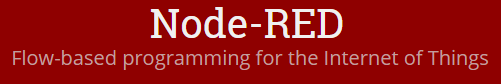 Node-RED
Flow-based programming for the Internet of Things